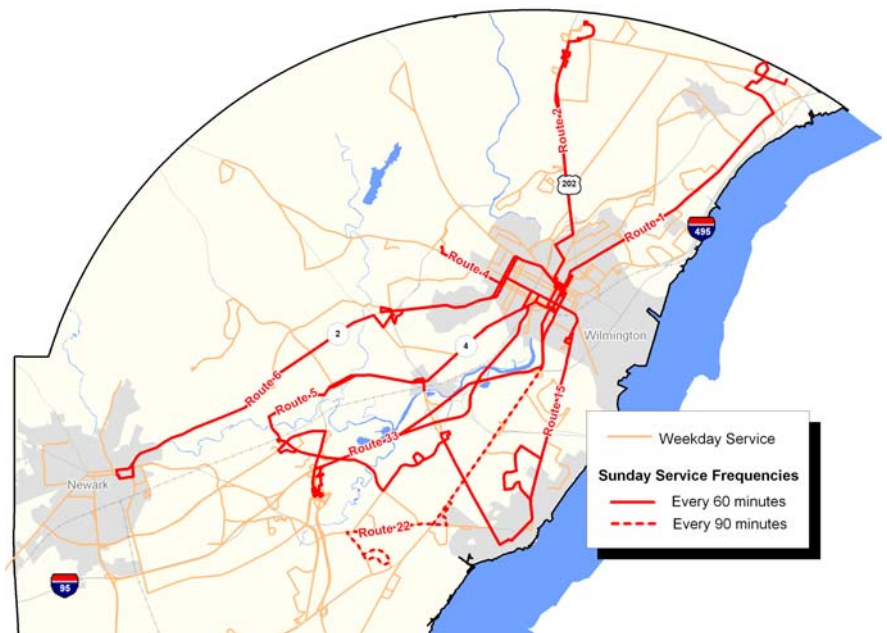 Route 2
202
Route 1
495
Route 4
Wilmington
2
4
Route 6
Route 5
Route 15
Route 33
Newark
Route 22
95
Weekday Service
Sunday Service Frequencies
Every 60 minutes
Every 90 minutes